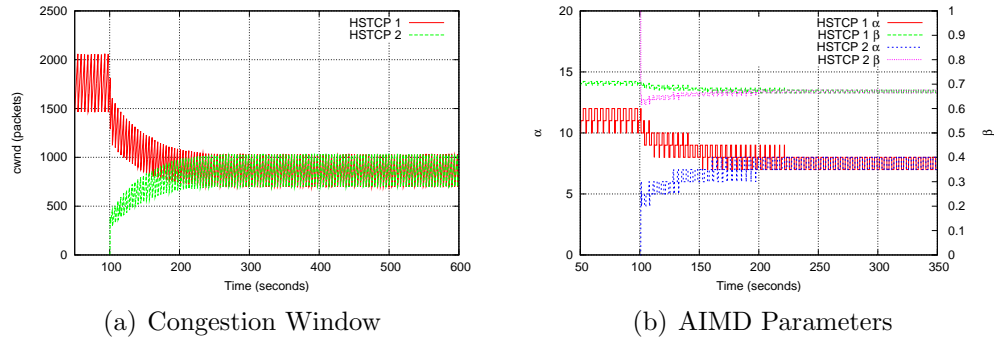 HSTCP 1
HSTCP 2
2500
2000
1500
1000
500
0
cwnd (packets)
100 200 300 400 500 600
Time (seconds)
(a) Congestion Window
HSTCP 1 α
HSTCP 1 β
HSTCP 2 α
HSTCP 2 β
20
15
10
5
0
α
1
0.9
0.8
0.7
0.6
0.5
0.4
0.3
0.2
0.1
0
β
50 100 150 200 250 300 350
Time (seconds)
(b) AIMD Parameters